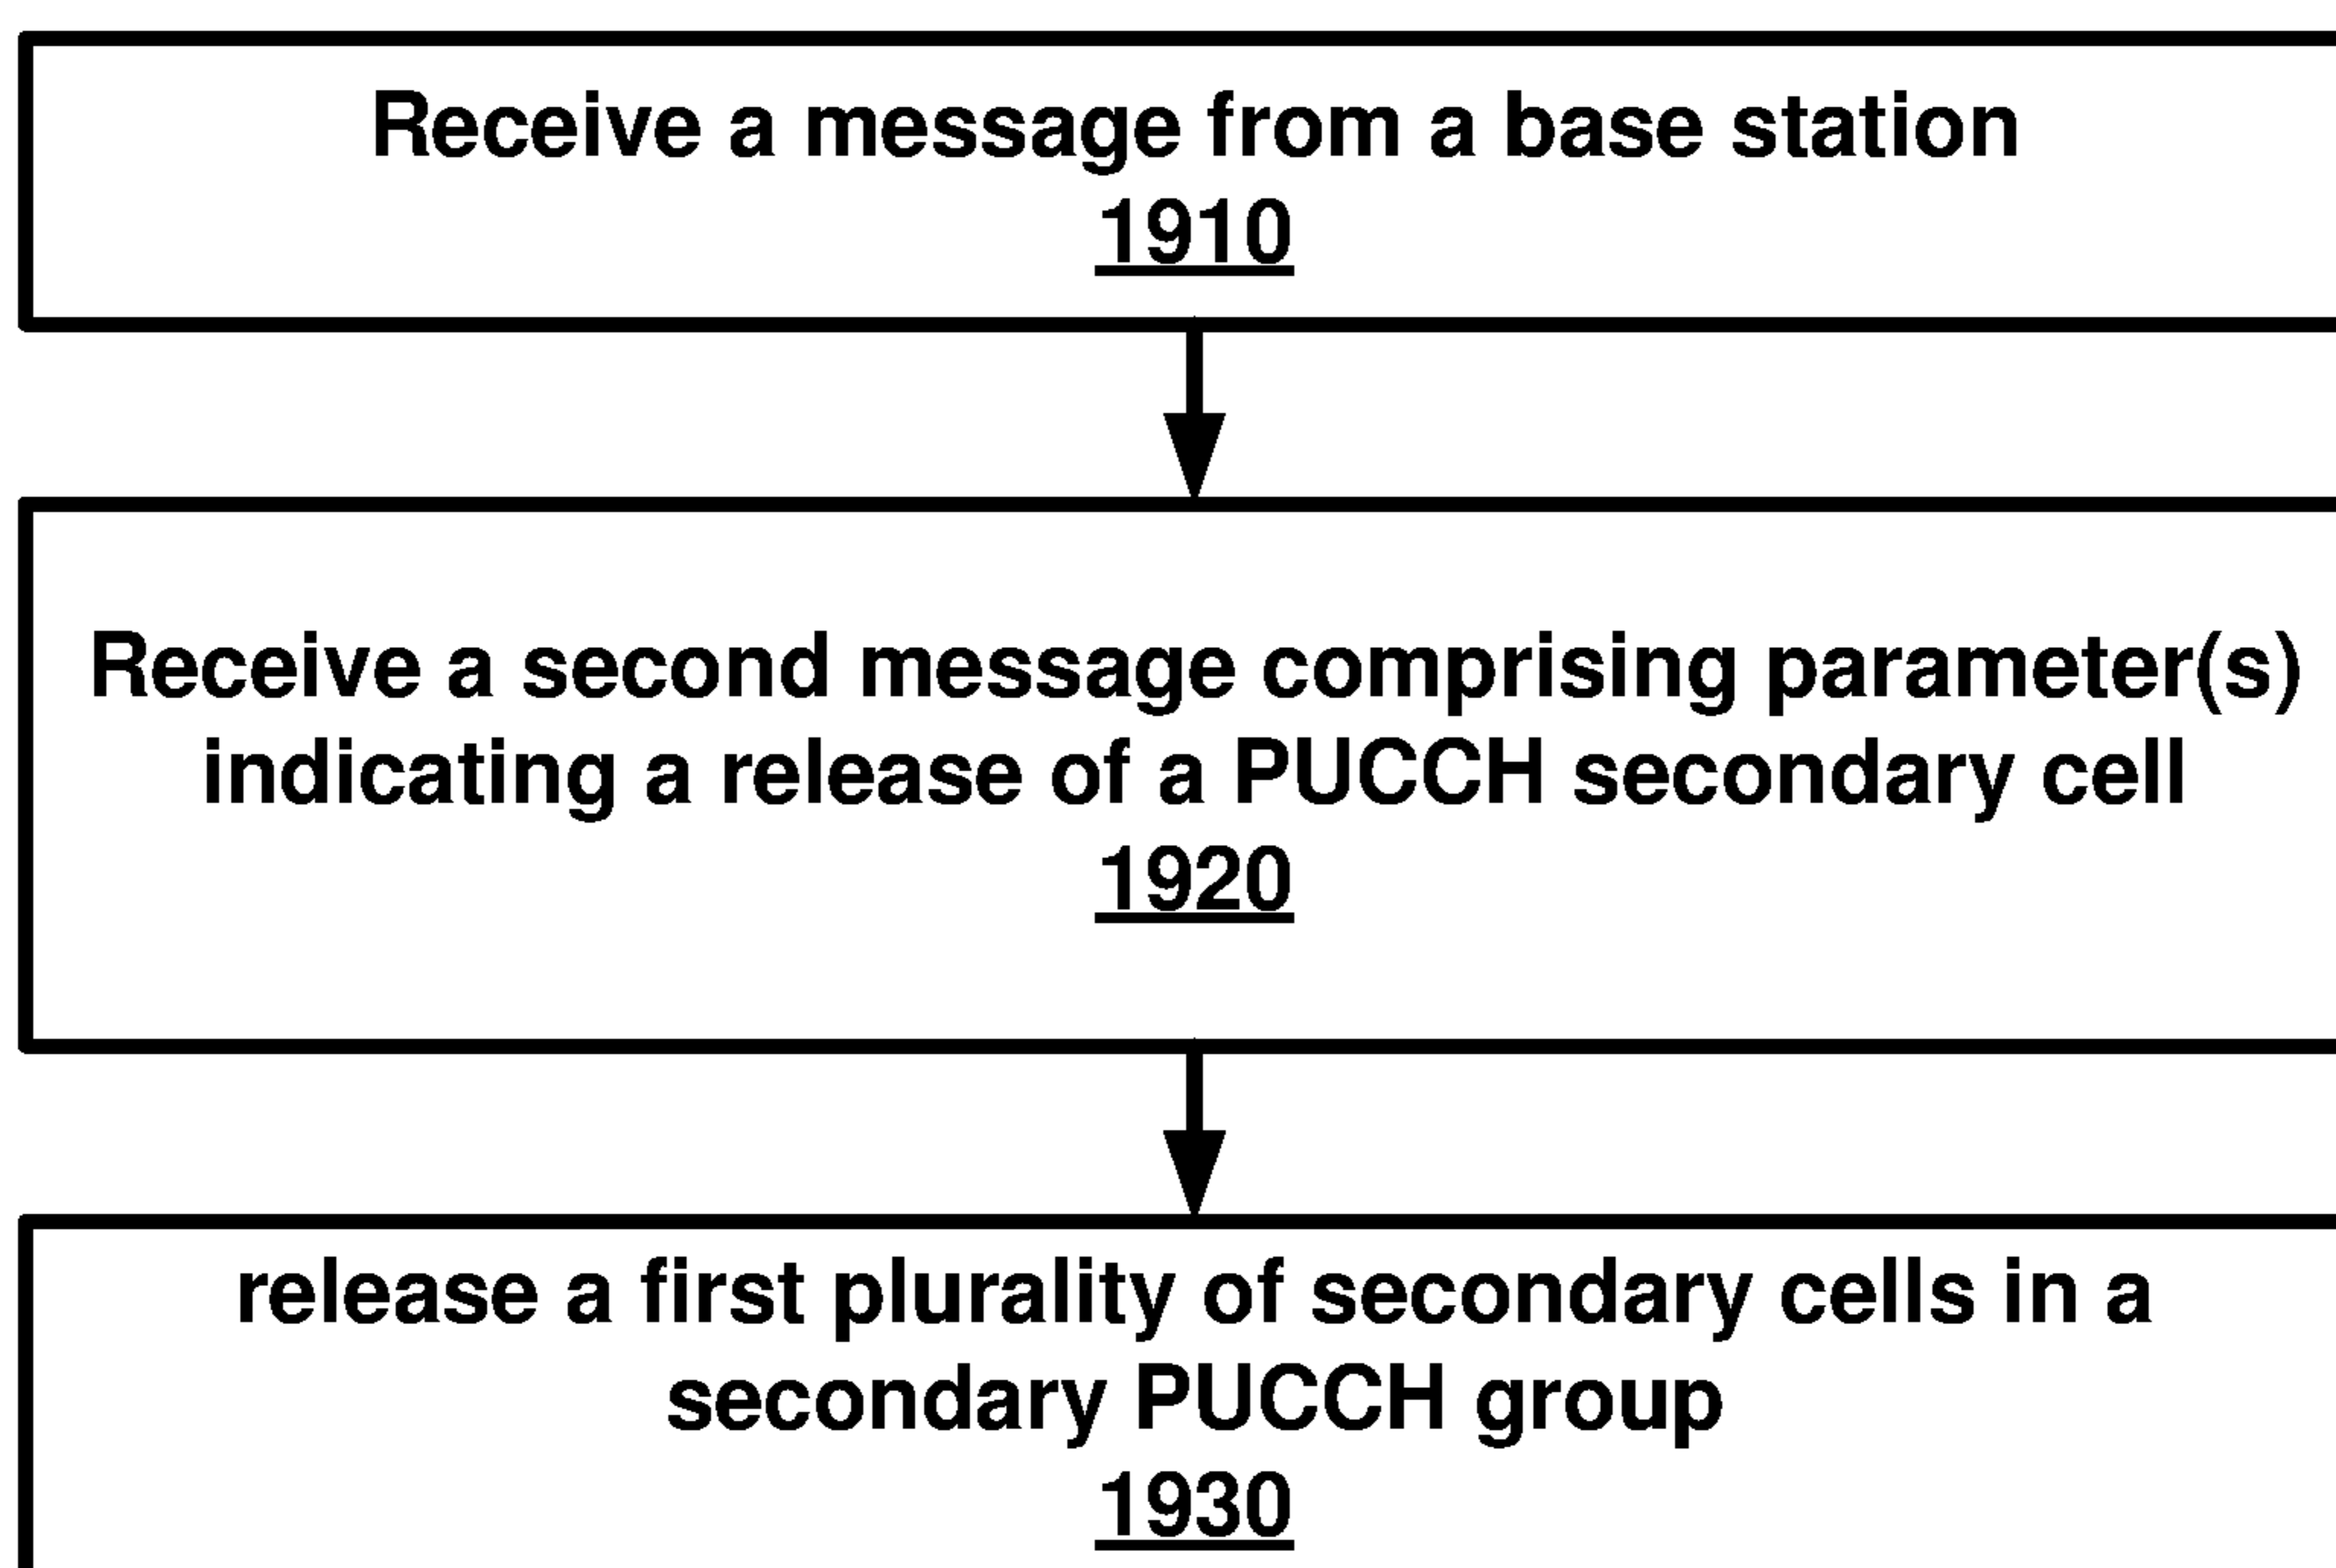 Receive a message from a base station
1910
Receive a second message comprising parameter(s)
indicating a release of a PUCCH secondary cell
1920
release a first plurality of secondary cells in a
secondary PUCCH group
1930